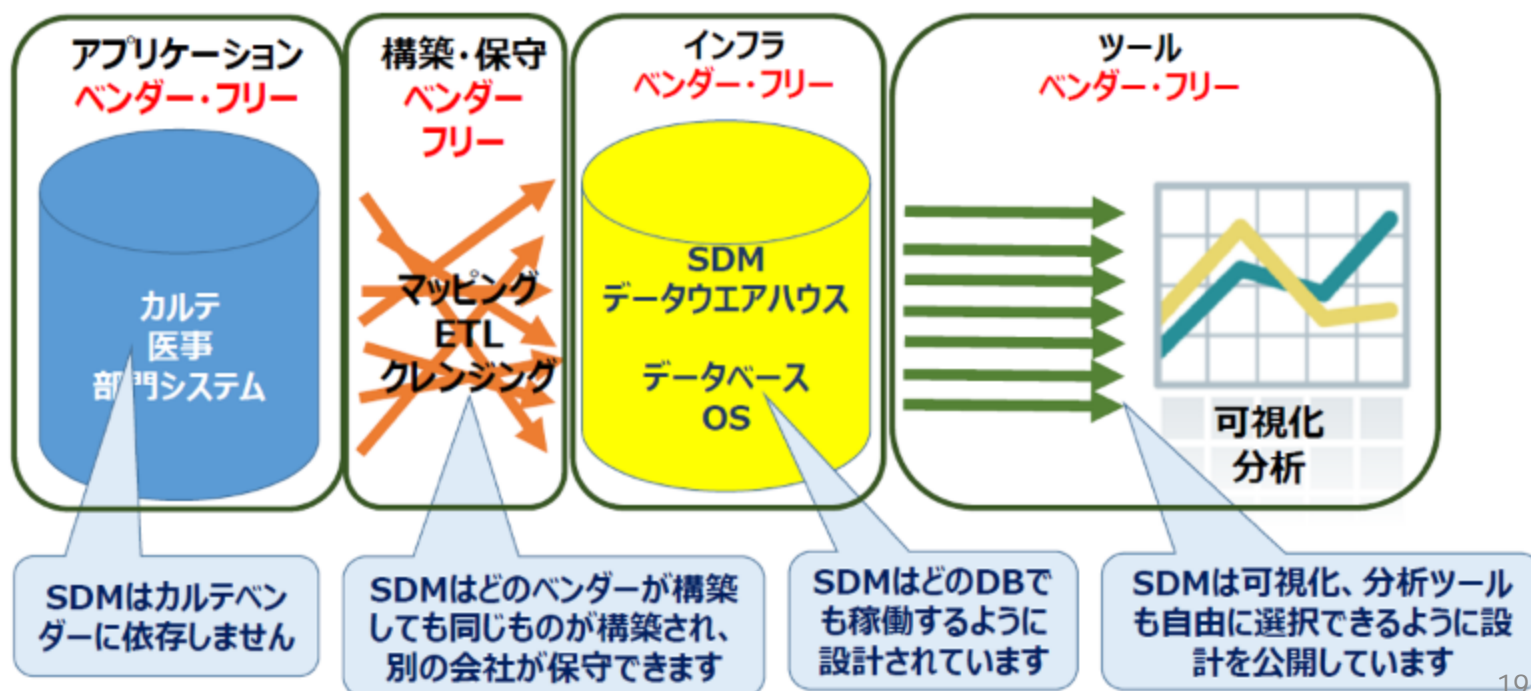 アプリケーション
ベンダー・フリー
カルテ
医事
部門システム
構築・保守
ベンダー
フリー
マッピング
ETL
クレンジング
インフラ
ベンダー・フリー
SDM
データウエアハウス
データベース
OS
ツール
ベンダー・フリー
可視化
分析
SDMはカルテベン
ダーに依存しません
SDMはどのベンダーが構築
しても同じものが構築され、
別の会社が保守できます
SDMはどのDBで
も稼働するように
設計されています
SDMは可視化、分析ツール
も自由に選択できるように設
計を公開しています
19